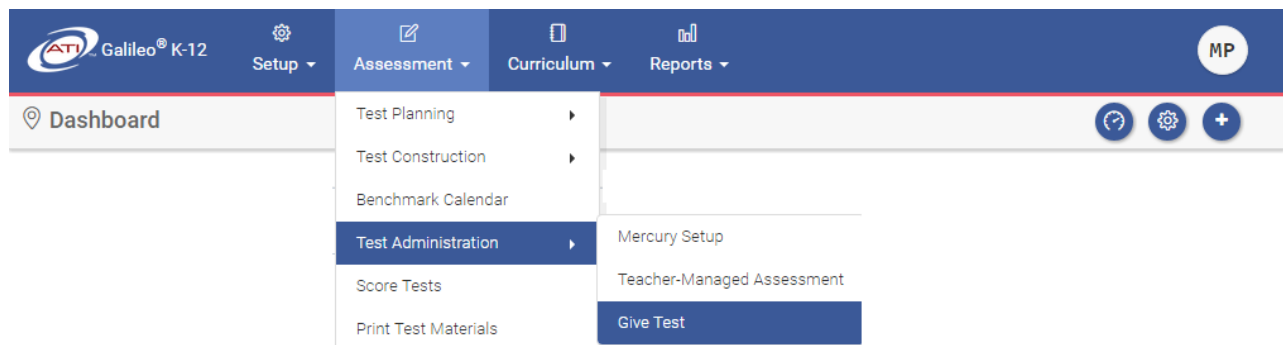 ATI Galileo® K-12
Setup
Assessment
Curriculum
Reports
MP
Dashboard
Test Planning
Test Construction
Benchmark Calendar
Test Administration
Score Tests
Print Test Materials
Mercury Setup
Teacher-Managed Assessment
Give Test